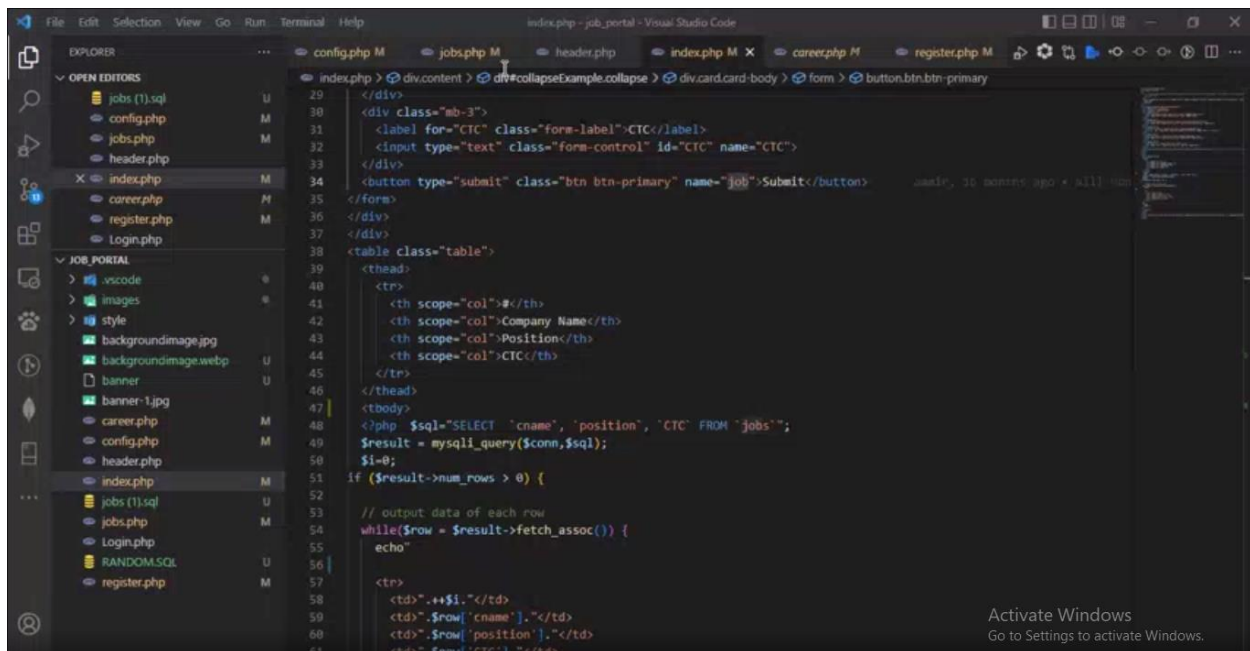 File Edit Selection View Go Run Terminal Help
index.php - job_portal - Visual Studio Code
EXPLORER
config.php M jobs.php M header.php index.php M career.php M register.php M
OPEN EDITORS
jobs (1).sql U
config.php M
jobs.php M
header.php
index.php M
career.php M
register.php M
Login.php
JOB_PORTAL
.vscode
images
style
backgroundimage.jpg
backgroundimage.webp U
banner U
banner-1.jpg
career.php M
config.php M
header.php
index.php M
jobs (1).sql U
jobs.php M
Login.php
RANDOM.SQL U
register.php M
index.php > div.content > div#collapseExample.collapse > div.card.card-body > form > button.btn.btn-primary
29 </div>
30 <div class="mb-3">
31 <label for="CTC" class="form-label">CTC</label>
32 <input type="text" class="form-control" id="CTC" name="CTC">
33 </div>
34 <button type="submit" class="btn btn-primary" name="job">Submit</button> months ago
35 </form>
36 </div>
37 </div>
38 <table class="table">
39 <thead>
40 <tr>
41 <th scope="col">#</th>
42 <th scope="col">Company Name</th>
43 <th scope="col">Position</th>
44 <th scope="col">CTC</th>
45 </tr>
46 </thead>
47 <tbody>
48 <?php $sql="SELECT `cname`, `position`, `CTC` FROM `jobs`";
49 $result = mysqli_query($conn,$sql);
50 $i=0;
51 if ($result->num_rows > 0) {
52
53 // output data of each row
54 while($row = $result->fetch_assoc()) {
55 echo"
56
57 <tr>
58 <td>".++$i."</td>
59 <td>".$row['cname']."</td>
60 <td>".$row['position']."</td>
61 <td>".$row['CTC']."</td>
Activate Windows
Go to Settings to activate Windows.